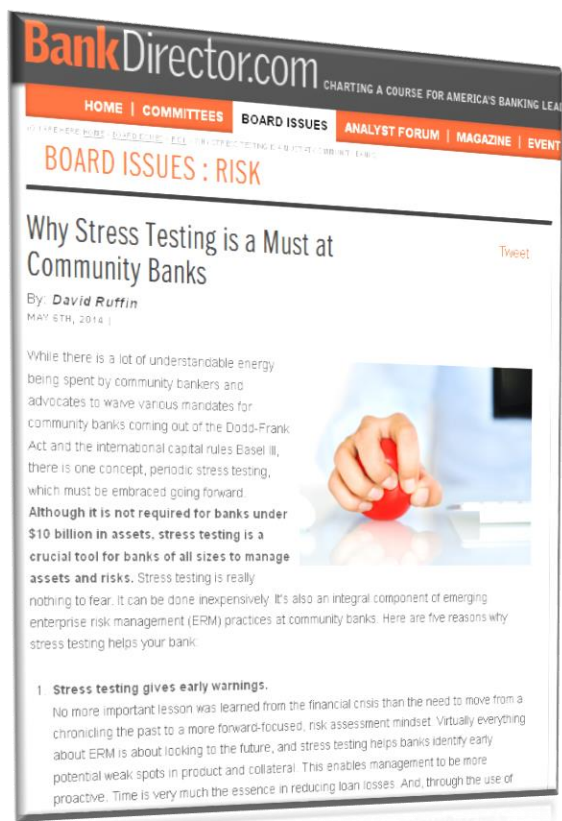 BankDirector.com CHARTING A COURSE FOR AMERICA'S BANKING LEA
HOME | COMMITTEES BOARD ISSUES ANALYST FORUM | MAGAZINE | EVENT
BOARD ISSUES : RISK
Why Stress Testing is a Must at
Community Banks
Tweet
By: David Ruffin
MAY 6TH, 2014 |
While there is a lot of understandable energy
being spent by community bankers and
advocates to waive various mandates for
community banks coming out of the Dodd-Frank
Act and the international capital rules Basel III,
there is one concept, periodic stress testing,
which must be embraced going forward.
Although it is not required for banks under
$10 billion in assets, stress testing is a
crucial tool for banks of all sizes to manage
assets and risks. Stress testing is really
nothing to fear. It can be done inexpensively. It's also an integral component of emerging
enterprise risk management (ERM) practices at community banks. Here are five reasons why
stress testing helps your bank:
1. Stress testing gives early warnings.
No more important lesson was learned from the financial crisis than the need to move from a
chronicling the past to a more forward-focused, risk assessment mindset. Virtually everything
about ERM is about looking to the future, and stress testing helps banks identify early
potential weak spots in product and collateral. This enables management to be more
proactive. Time is very much the essence in reducing loan losses. And, through the use of